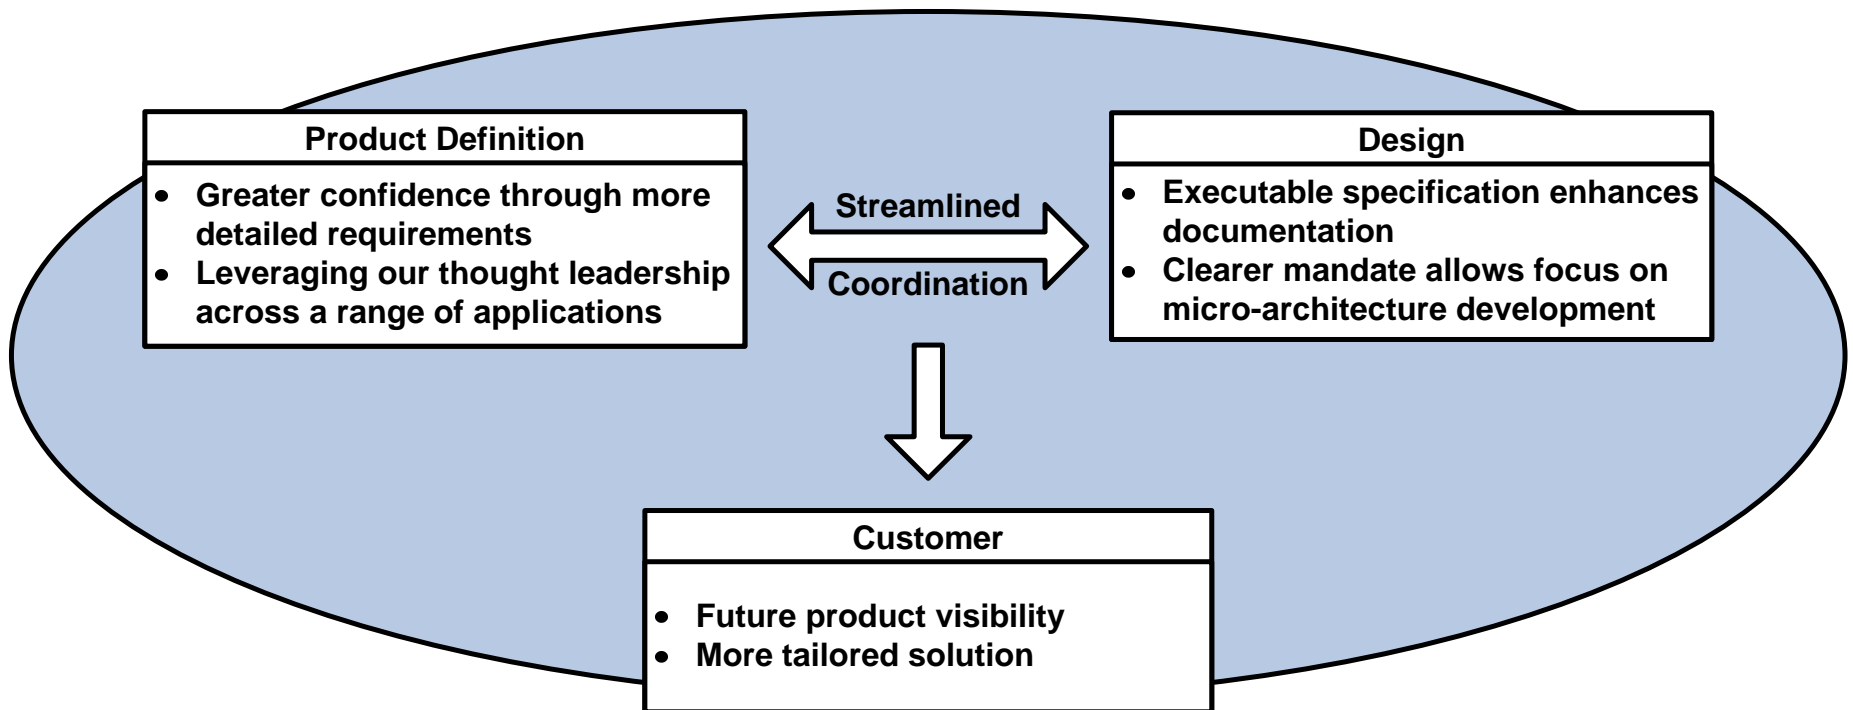 Product Definition
• Greater confidence through more
detailed requirements
• Leveraging our thought leadership
across a range of applications
Streamlined
Coordination
Design
• Executable specification enhances
documentation
• Clearer mandate allows focus on
micro-architecture development
Customer
• Future product visibility
• More tailored solution